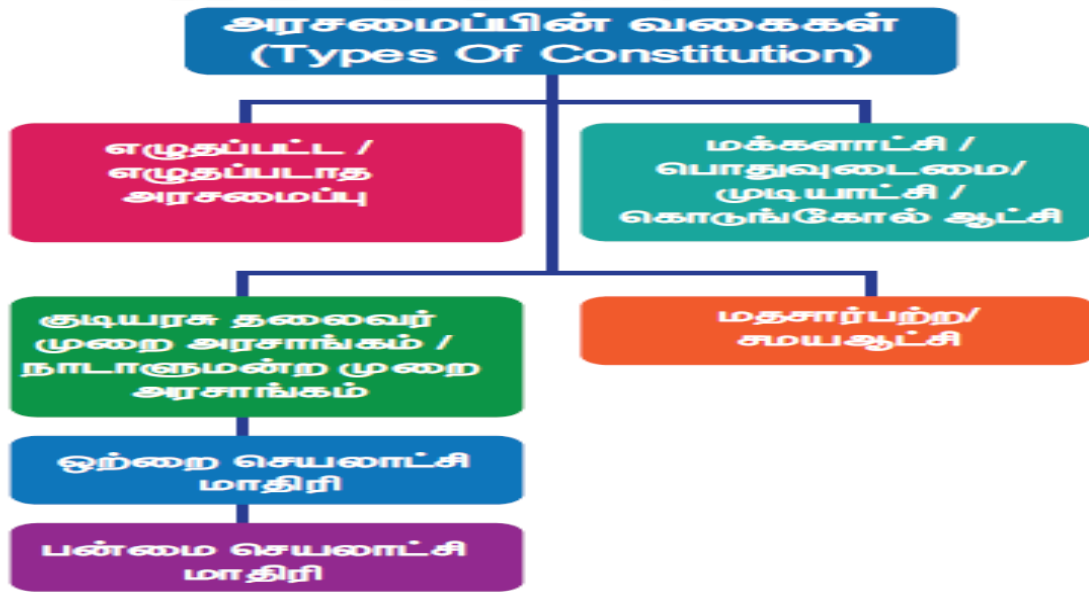 அரசமைப்பின் வகைகள்
(Types Of Constitution)
எழுதப்பட்ட /
எழுதப்படாத
அரசமைப்பு
மக்களாட்சி /
பொதுவுடைமை/
முடியாட்சி /
கொடுங்கோல் ஆட்சி
குடியரசு தலைவர்
முறை அரசாங்கம் /
நாடாளுமன்ற முறை
அரசாங்கம்
மதசார்பற்ற/
சமயஆட்சி
ஒற்றை செயலாட்சி
மாதிரி
பன்மை செயலாட்சி
மாதிரி